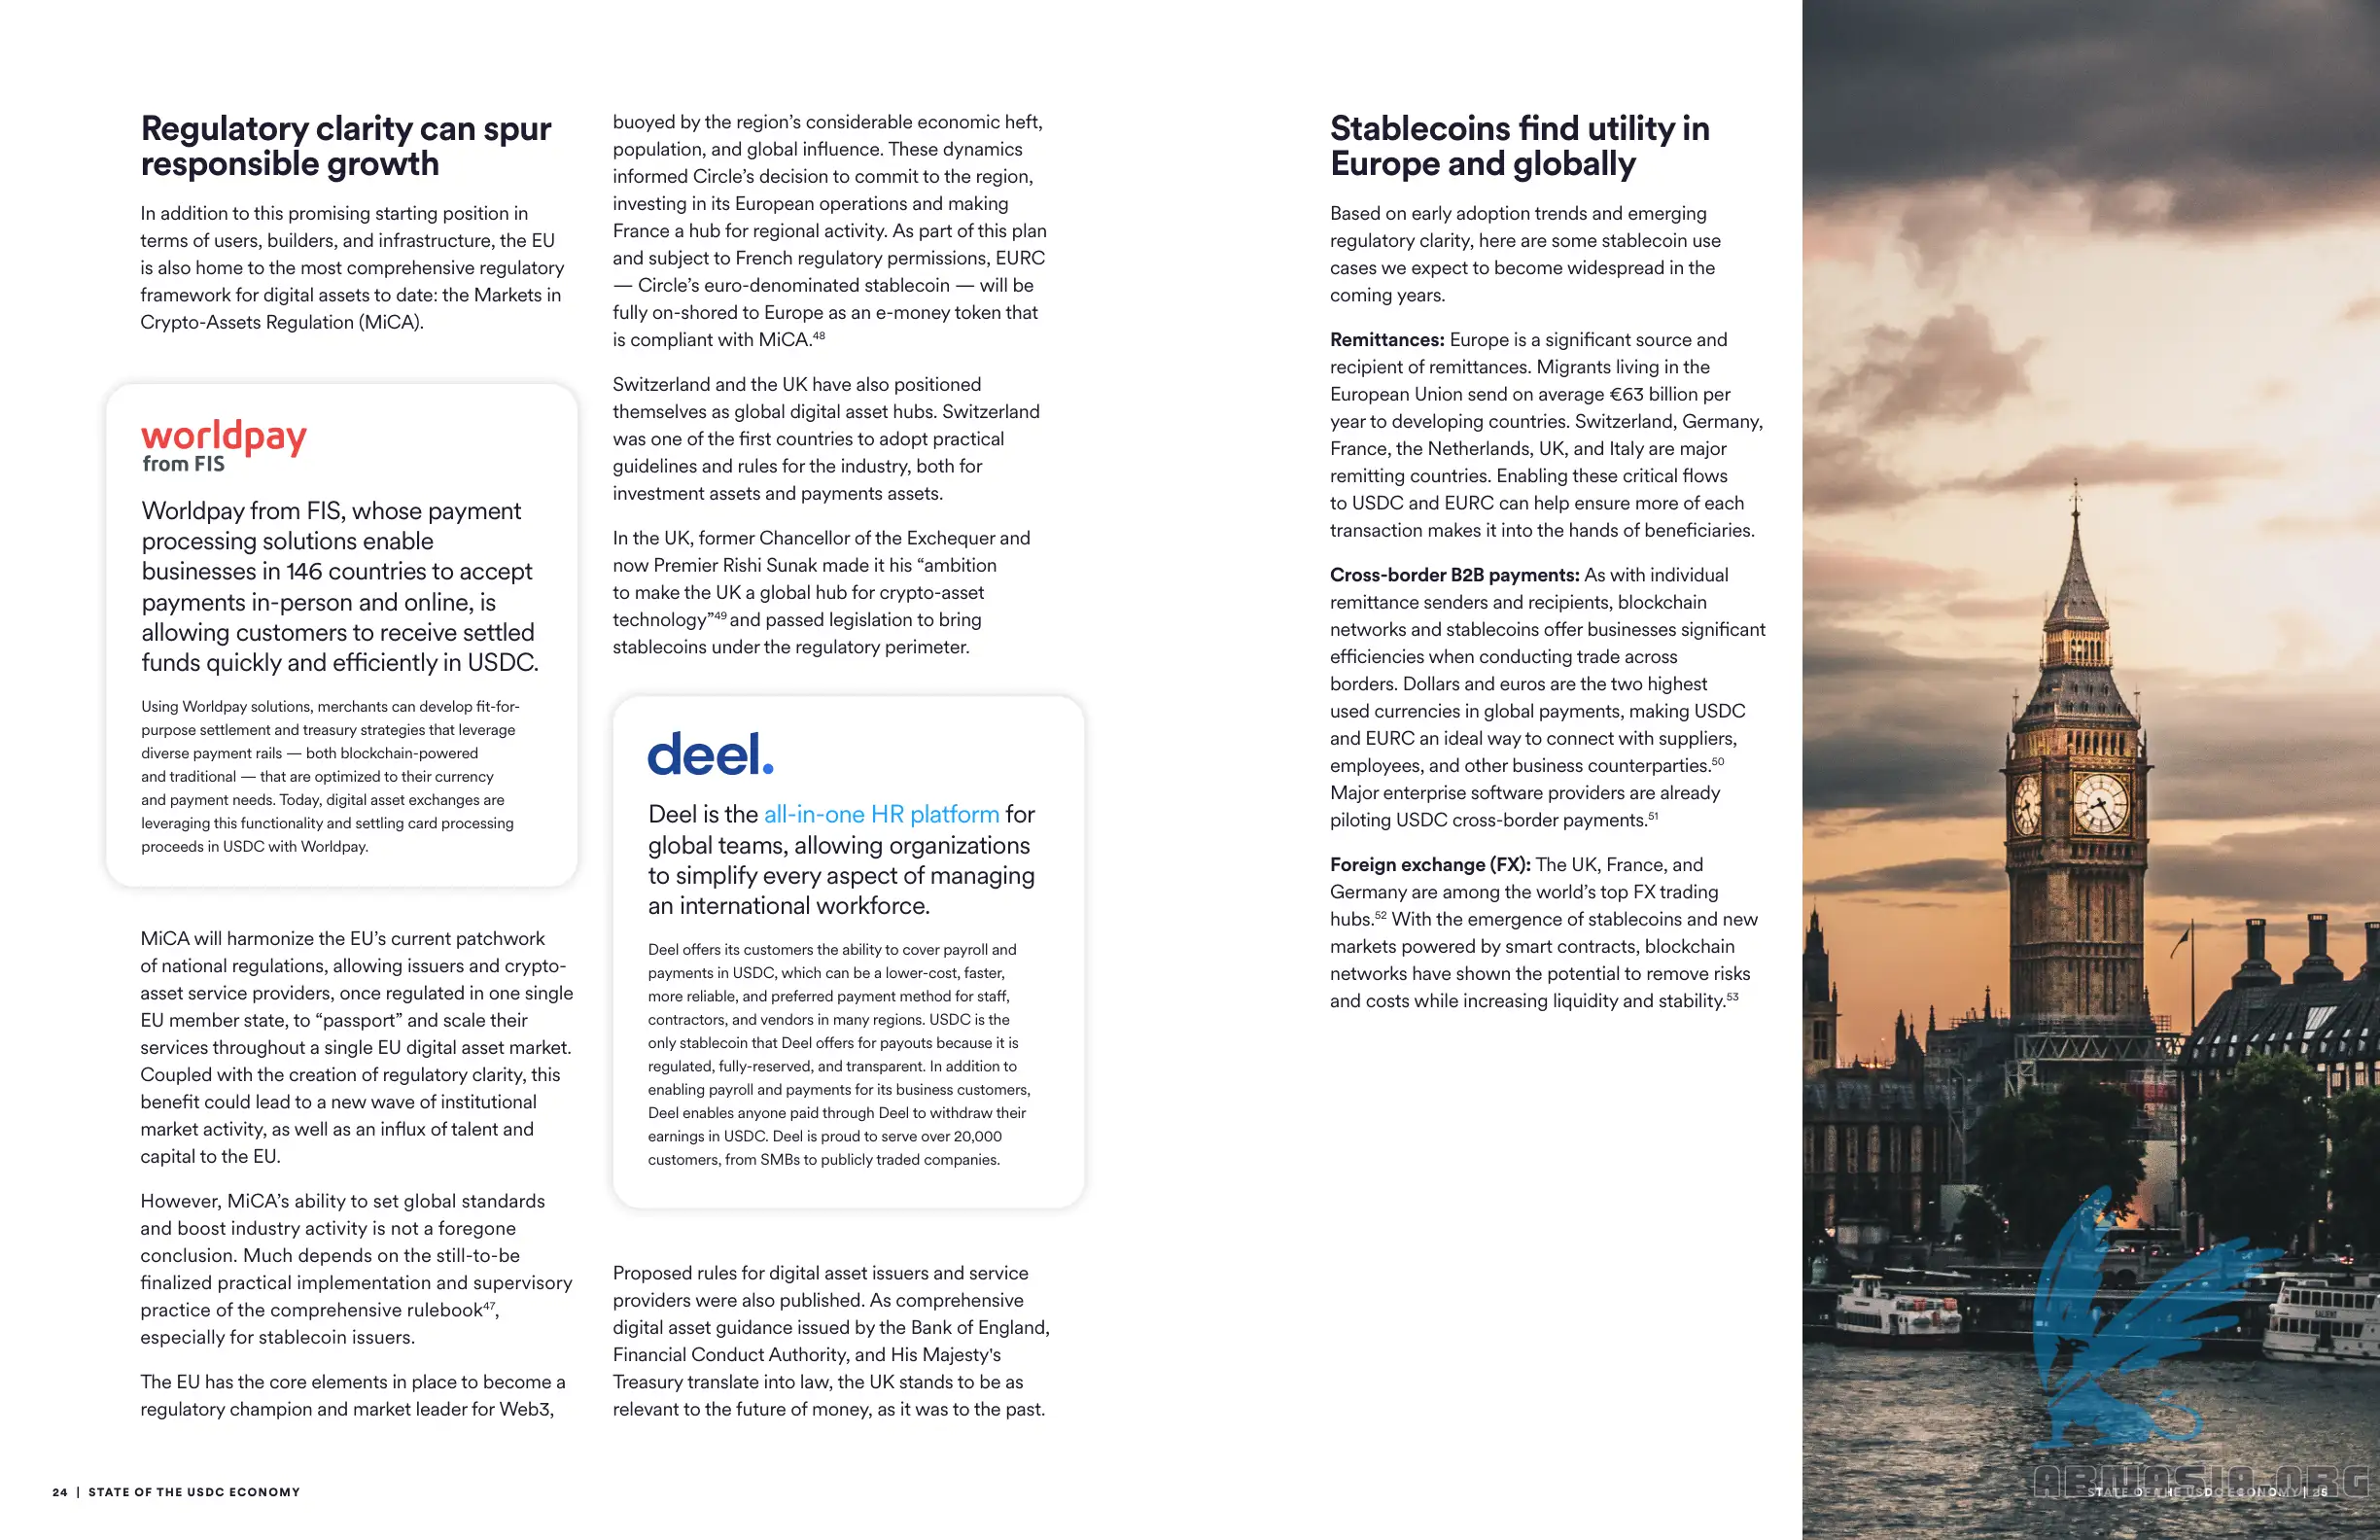 Regulatory clarity can spur
responsible growth
In addition to this promising starting position in
terms of users, builders, and infrastructure, the EU
is also home to the most comprehensive regulatory
framework for digital assets to date: the Markets in
Crypto-Assets Regulation (MiCA).
worldpay
from FIS
Worldpay from FIS, whose payment
processing solutions enable
businesses in 146 countries to accept
payments in-person and online, is
allowing customers to receive settled
funds quickly and efficiently in USDC.
Using Worldpay solutions, merchants can develop fit-for-
purpose settlement and treasury strategies that leverage
diverse payment rails — both blockchain-powered
and traditional — that are optimized to their currency
and payment needs. Today, digital asset exchanges are
leveraging this functionality and settling card processing
proceeds in USDC with Worldpay.
MiCA will harmonize the EU's current patchwork
of national regulations, allowing issuers and crypto-
asset service providers, once regulated in one single
EU member state, to “passport” and scale their
services throughout a single EU digital asset market.
Coupled with the creation of regulatory clarity, this
benefit could lead to a new wave of institutional
market activity, as well as an influx of talent and
capital to the EU.
However, MiCA's ability to set global standards
and boost industry activity is not a foregone
conclusion. Much depends on the still-to-be
finalized practical implementation and supervisory
practice of the comprehensive rulebook47,
especially for stablecoin issuers.
The EU has the core elements in place to become a
regulatory champion and market leader for Web3,
buoyed by the region's considerable economic heft,
population, and global influence. These dynamics
informed Circle's decision to commit to the region,
investing in its European operations and making
France a hub for regional activity. As part of this plan
and subject to French regulatory permissions, EURC
— Circle's euro-denominated stablecoin — will be
fully on-shored to Europe as an e-money token that
is compliant with MiCA.48
Switzerland and the UK have also positioned
themselves as global digital asset hubs. Switzerland
was one of the first countries to adopt practical
guidelines and rules for the industry, both for
investment assets and payments assets.
In the UK, former Chancellor of the Exchequer and
now Premier Rishi Sunak made it his “ambition
to make the UK a global hub for crypto-asset
technology”49 and passed legislation to bring
stablecoins under the regulatory perimeter.
deel.
Deel is the all-in-one HR platform for
global teams, allowing organizations
to simplify every aspect of managing
an international workforce.
Deel offers its customers the ability to cover payroll and
payments in USDC, which can be a lower-cost, faster,
more reliable, and preferred payment method for staff,
contractors, and vendors in many regions. USDC is the
only stablecoin that Deel offers for payouts because it is
regulated, fully-reserved, and transparent. In addition to
enabling payroll and payments for its business customers,
Deel enables anyone paid through Deel to withdraw their
earnings in USDC. Deel is proud to serve over 20,000
customers, from SMBs to publicly traded companies.
Proposed rules for digital asset issuers and service
providers were also published. As comprehensive
digital asset guidance issued by the Bank of England,
Financial Conduct Authority, and His Majesty's
Treasury translate into law, the UK stands to be as
relevant to the future of money, as it was to the past.
24 | STATE OF THE USDC ECONOMY
Stablecoins find utility in
Europe and globally
Based on early adoption trends and emerging
regulatory clarity, here are some stablecoin use
cases we expect to become widespread in the
coming years.
Remittances: Europe is a significant source and
recipient of remittances. Migrants living in the
European Union send on average €63 billion per
year to developing countries. Switzerland, Germany,
France, the Netherlands, UK, and Italy are major
remitting countries. Enabling these critical flows
to USDC and EURC can help ensure more of each
transaction makes it into the hands of beneficiaries.
Cross-border B2B payments: As with individual
remittance senders and recipients, blockchain
networks and stablecoins offer businesses significant
efficiencies when conducting trade across
borders. Dollars and euros are the two highest
used currencies in global payments, making USDC
and EURC an ideal way to connect with suppliers,
employees, and other business counterparties.50
Major enterprise software providers are already
piloting USDC cross-border payments.51
Foreign exchange (FX): The UK, France, and
Germany are among the world's top FX trading
hubs.52 With the emergence of stablecoins and new
markets powered by smart contracts, blockchain
networks have shown the potential to remove risks
and costs while increasing liquidity and stability.53
SALIENT
ARNASIA.ORG
STATE OF THE USDC ECONOMY | 25